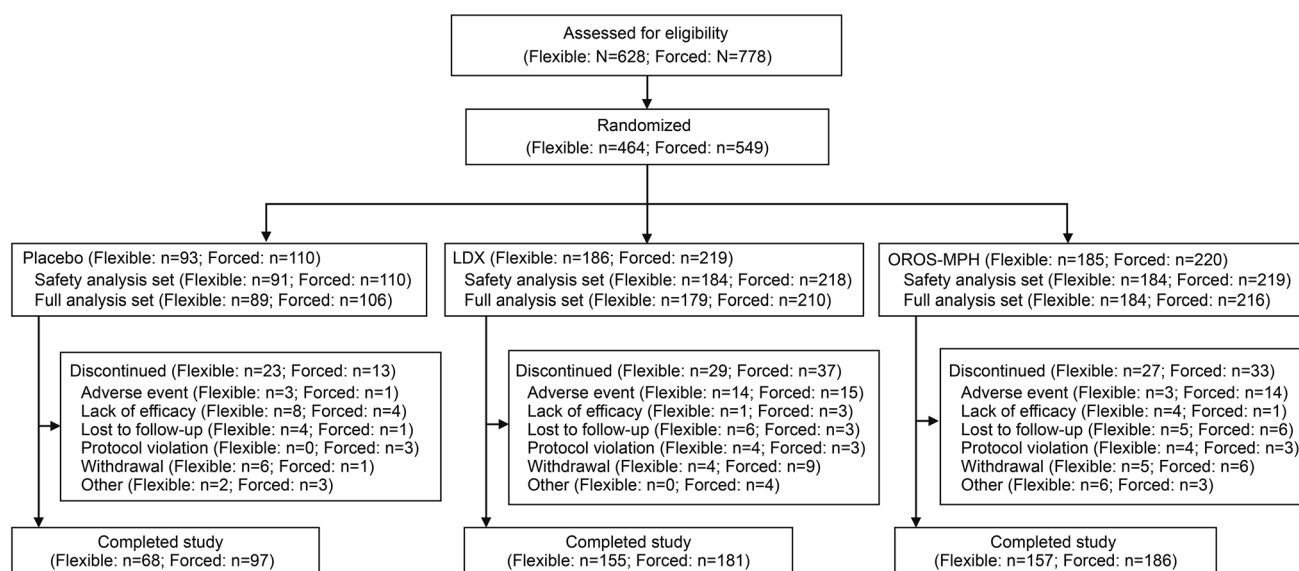 Assessed for eligibility
(Flexible: N=628; Forced: N=778)
Randomized
(Flexible: n=464; Forced: n=549)
Placebo (Flexible: n=93; Forced: n=110)
Safety analysis set (Flexible: n=91; Forced: n=110)
Full analysis set (Flexible: n=89; Forced: n=106)
LDX (Flexible: n=186; Forced: n=219)
Safety analysis set (Flexible: n=184; Forced: n=218)
Full analysis set (Flexible: n=179; Forced: n=210)
OROS-MPH (Flexible: n=185; Forced: n=220)
Safety analysis set (Flexible: n=184; Forced: n=219)
Full analysis set (Flexible: n=184; Forced: n=216)
Discontinued (Flexible: n=23; Forced: n=13)
Adverse event (Flexible: n=3; Forced: n=1)
Lack of efficacy (Flexible: n=8; Forced: n=4)
Lost to follow-up (Flexible: n=4; Forced: n=1)
Protocol violation (Flexible: n=0; Forced: n=3)
Withdrawal (Flexible: n=6; Forced: n=1)
Other (Flexible: n=2; Forced: n=3)
Discontinued (Flexible: n=29; Forced: n=37)
Adverse event (Flexible: n=14; Forced: n=15)
Lack of efficacy (Flexible: n=1; Forced: n=3)
Lost to follow-up (Flexible: n=6; Forced: n=3)
Protocol violation (Flexible: n=4; Forced: n=3)
Withdrawal (Flexible: n=4; Forced: n=9)
Other (Flexible: n=0; Forced: n=4)
Discontinued (Flexible: n=27; Forced: n=33)
Adverse event (Flexible: n=3; Forced: n=14)
Lack of efficacy (Flexible: n=4; Forced: n=1)
Lost to follow-up (Flexible: n=5; Forced: n=6)
Protocol violation (Flexible: n=4; Forced: n=3)
Withdrawal (Flexible: n=5; Forced: n=6)
Other (Flexible: n=6; Forced: n=3)
Completed study
(Flexible: n=68; Forced: n=97)
Completed study
(Flexible: n=155; Forced: n=181)
Completed study
(Flexible: n=157; Forced: n=186)